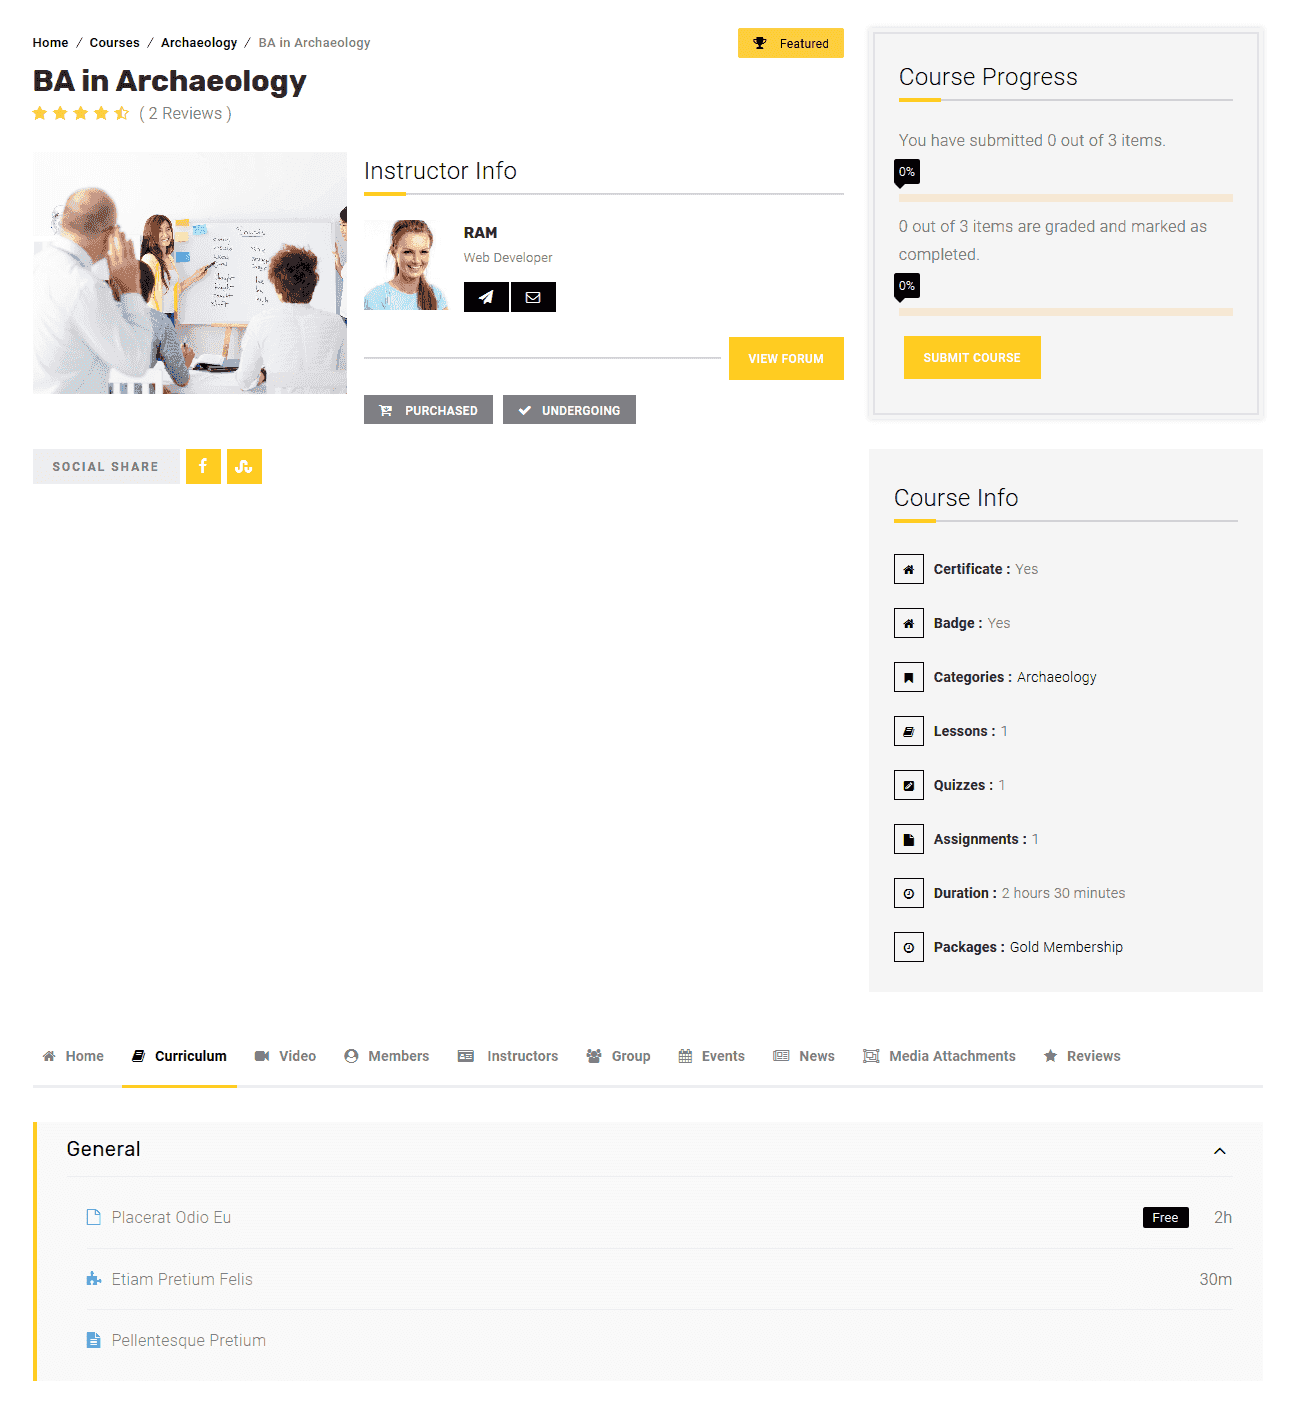 Home / Courses / Archaeology / BA in Archaeology
Featured
BA in Archaeology
( 2 Reviews )
Instructor Info
RAM
Web Developer
VIEW FORUM
PURCHASED
UNDERGOING
SOCIAL SHARE
Course Progress
You have submitted 0 out of 3 items.
0%
0 out of 3 items are graded and marked as
completed.
0%
SUBMIT COURSE
Course Info
Certificate : Yes
Badge : Yes
Categories : Archaeology
Lessons : 1
Quizzes : 1
Assignments : 1
Duration : 2 hours 30 minutes
Packages : Gold Membership
Home Curriculum Video Members Instructors Group Events News Media Attachments Reviews
General
Placerat Odio Eu Free 2h
Etiam Pretium Felis 30m
Pellentesque Pretium